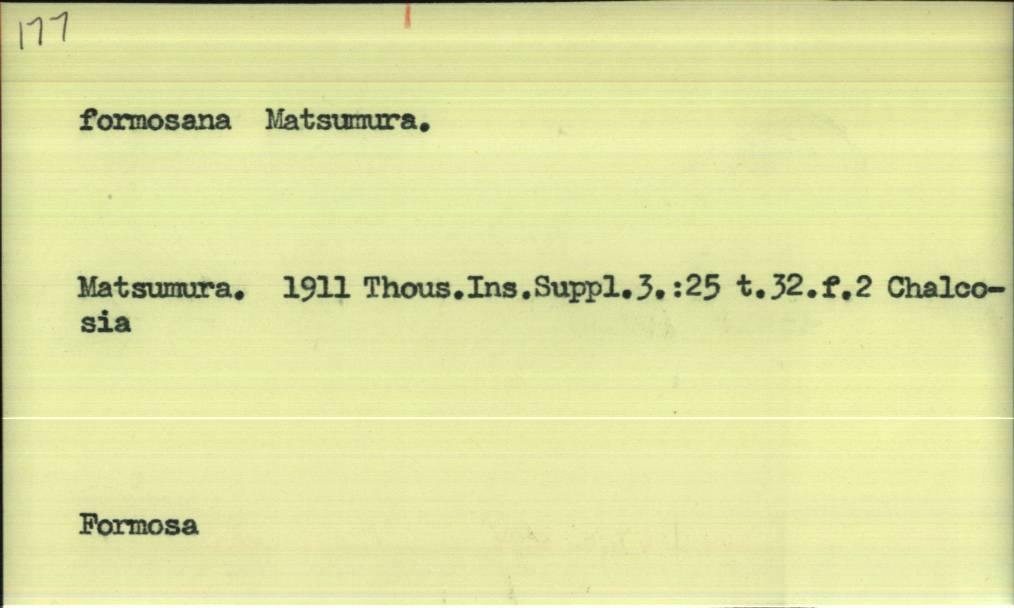 177
formosana Matsumura.
Matsumura. 1911 Thous.Ins.Suppl.3.:25 t.32.f.2 Chalco-
sia
Formosa